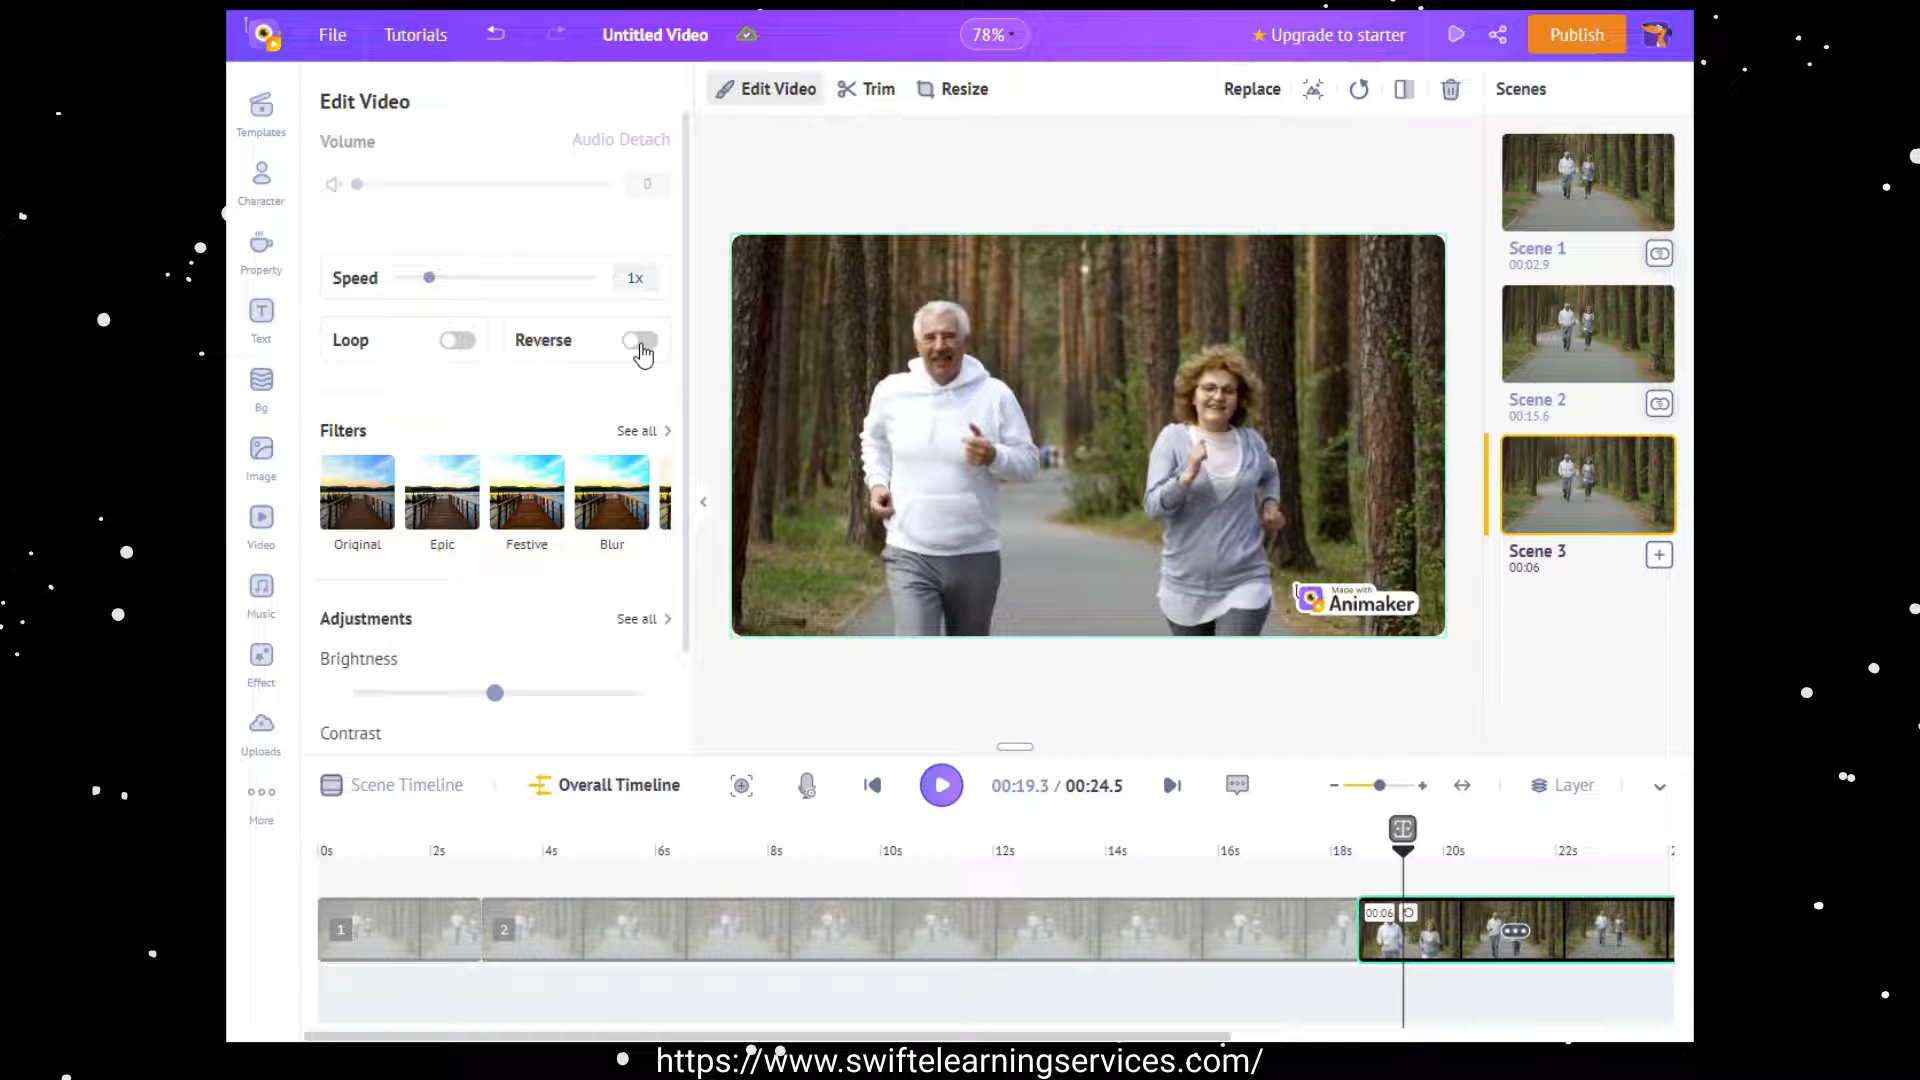 File
Tutorials
Untitled Video
78%
Upgrade to starter
Publish
Templates
Character
Property
Text
Bg
Image
Video
Music
Effect
Uploads
More
Edit Video
Volume
Audio Detach
0
Speed
1x
Loop
Reverse
Filters
See all
Original
Epic
Festive
Blur
Adjustments
See all
Brightness
Contrast
Edit Video
Trim
Resize
Replace
Made with
Animaker
Scenes
Scene 1
00:02.9
Scene 2
00:15.6
Scene 3
00:06
Scene Timeline
Overall Timeline
00:19.3 / 00:24.5
Layer
0s
2s
4s
6s
8s
10s
12s
14s
16s
18s
20s
22s
1
2
00:06
https://www.swiftelearningservices.com/